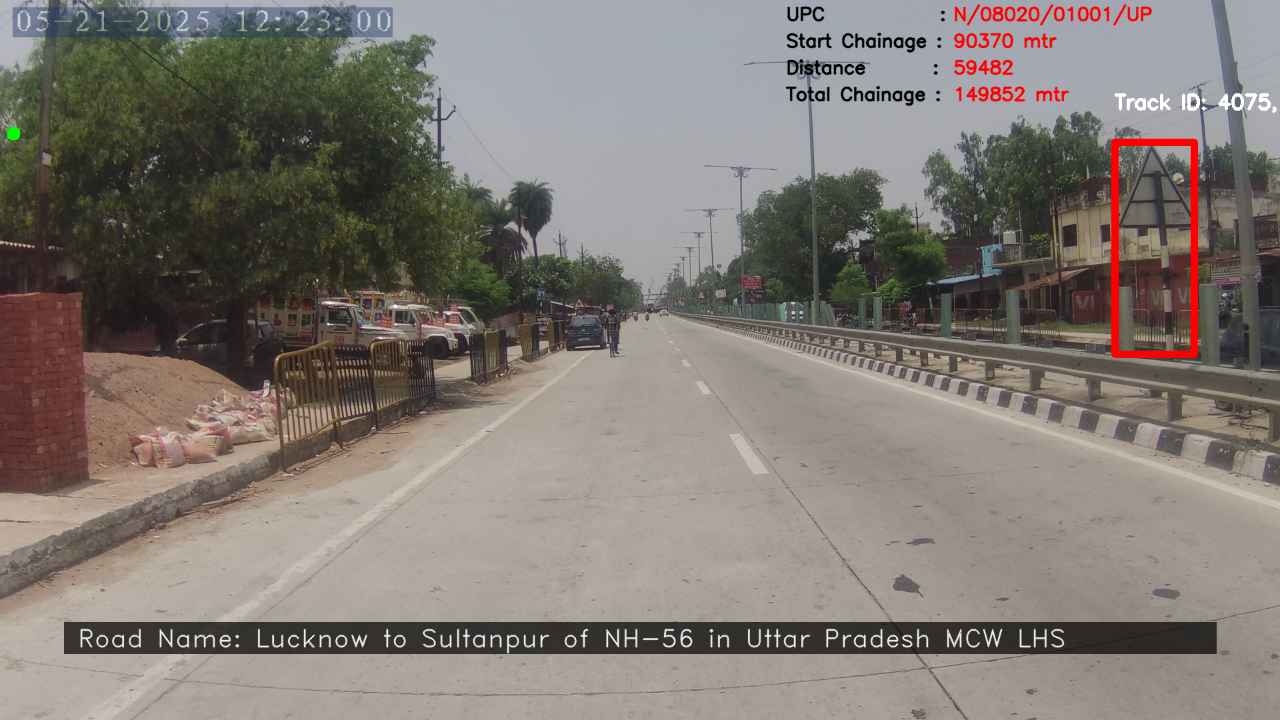 05-21-2025 12:23:00
UPC : N/08020/01001/UP
Start Chainage : 90370 mtr
Distance : 59482
Total Chainage : 149852 mtr
Track ID: 4075,
VI
Road Name: Lucknow to Sultanpur of NH-56 in Uttar Pradesh MCW LHS